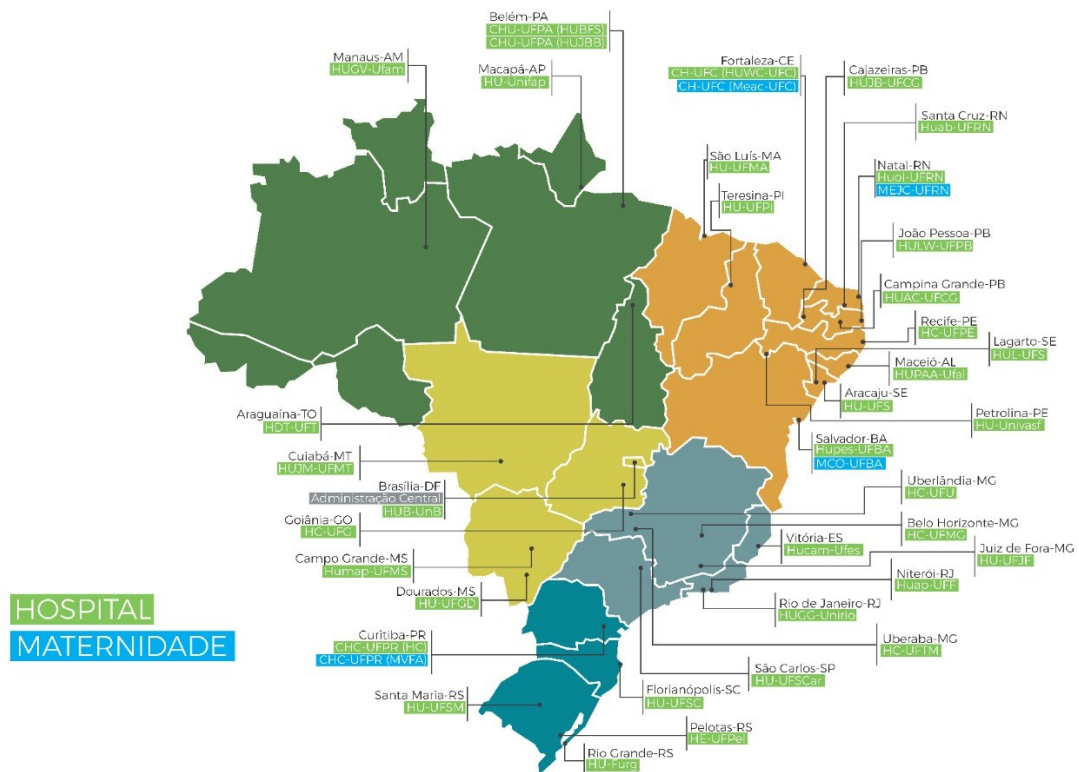 Belém-PA
CHU-UFPA (HUBFS)
CHU-UFPA (HUJBB)
Manaus-AM
HUGV-Ufam
Macapá-AP
HU-Unifap
Fortaleza-CE
CH-UFC (HUWC-UFC)
CH-UFC (Meac-UFC)
Cajazeiras-PB
HUJB-UFCG
Santa Cruz-RN
Huab-UFRN
São Luís-MA
HU-UFMA
Natal-RN
Huol-UFRN
MEJC-UFRN
Teresina-PI
HU-UFPI
João Pessoa-PB
HULW-UFPB
Campina Grande-PB
HUAC-UFCG
Recife-PE
HC-UFPE
Lagarto-SE
HUL-UFS
Maceió-AL
HUPAA-Ufal
Aracaju-SE
HU-UFS
Araguaína-TO
HDT-UFT
Petrolina-PE
HU-Univasf
Salvador-BA
Hupes-UFBA
MCO-UFBA
Cuiabá-MT
HUJM-UFMT
Brasília-DF
Administração Central
HUB-UnB
Uberlândia-MG
HC-UFU
Goiânia-GO
HC-UFG
Belo Horizonte-MG
HC-UFMG
Vitória-ES
Hucam-Ufes
Juiz de Fora-MG
HU-UFJF
Campo Grande-MS
Humap-UFMS
Niterói-RJ
Huap-UFF
Dourados-MS
HU-UFGD
Rio de Janeiro-RJ
HUGG-Unirio
HOSPITAL
MATERNIDADE
Curitiba-PR
CHC-UFPR (HC)
CHC-UFPR (MVFA)
Uberaba-MG
HC-UFTM
São Carlos-SP
HU-UFSCar
Santa Maria-RS
HU-UFSM
Florianópolis-SC
HU-UFSC
Pelotas-RS
HE-UFPel
Rio Grande-RS
HU-Furg